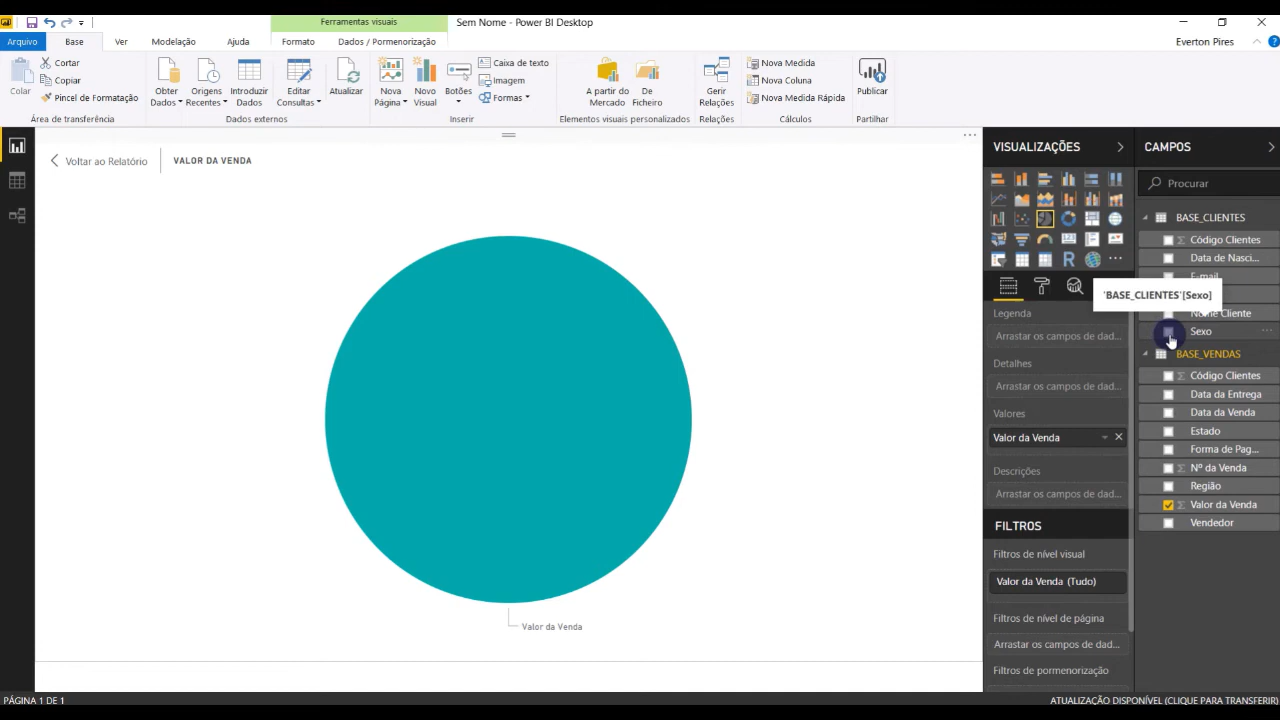 Ferramentas visuais
Sem Nome - Power BI Desktop
Arquivo
Base
Ver
Modelação
Ajuda
Formato
Dados / Pormenorização
Everton Pires
?
Colar
Cortar
Copiar
Pincel de Formatação
Área de transferência
Obter
Dados
Origens
Recentes
Introduzir
Dados
Editar
Consultas
Atualizar
Dados externos
Nova
Página
Novo
Visual
Botões
Caixa de texto
Imagem
Formas
Inserir
A partir do
Mercado
De
Ficheiro
Elementos visuais personalizados
Gerir
Relações
Relações
Nova Medida
Nova Coluna
Nova Medida Rápida
Cálculos
Publicar
Partilhar
Voltar ao Relatório
VALOR DA VENDA
Valor da Venda
VISUALIZAÇÕES
R
Legenda
Arrastar os campos de dad...
Detalhes
Arrastar os campos de dad...
Valores
Valor da Venda
Descrições
Arrastar os campos de dad...
FILTROS
Filtros de nível visual
Valor da Venda (Tudo)
Filtros de nível de página
Arrastar os campos de dad...
Filtros de pormenorização
CAMPOS
Procurar
BASE_CLIENTES
Σ Código Clientes
Data de Nasci...
E-mail
'BASE_CLIENTES'[Sexo]
Nome Cliente
Sexo
BASE_VENDAS
Σ Código Clientes
Data da Entrega
Data da Venda
Estado
Forma de Pag...
Σ Nº da Venda
Região
Σ Valor da Venda
Vendedor
PÁGINA 1 DE 1
ATUALIZAÇÃO DISPONÍVEL (CLIQUE PARA TRANSFERIR)